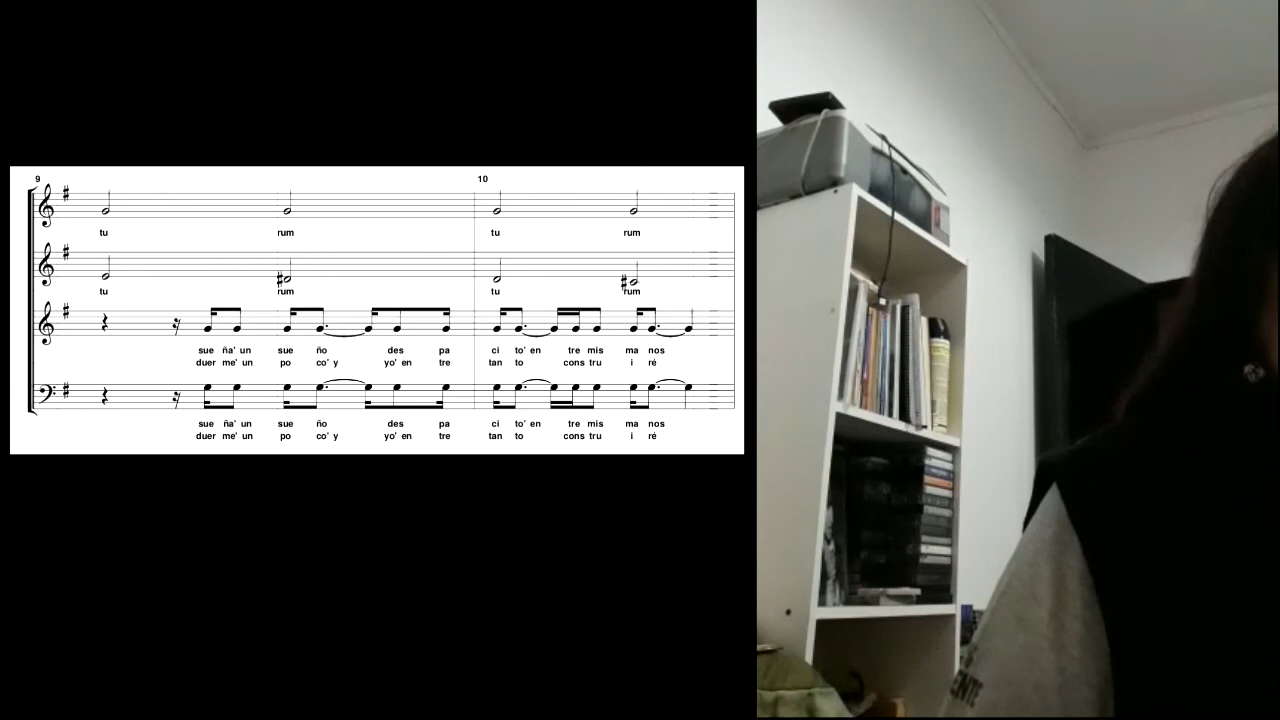 9 10
tu rum tu rum
tu rum tu rum
sue ña' un sue ño des pa ci to' en tre mis ma nos
duer me' un po co' y yo' en tre tan to cons tru i ré
sue ña' un sue ño des pa ci to' en tre mis ma nos
duer me' un po co' y yo' en tre tan to cons tru i ré
ENTE